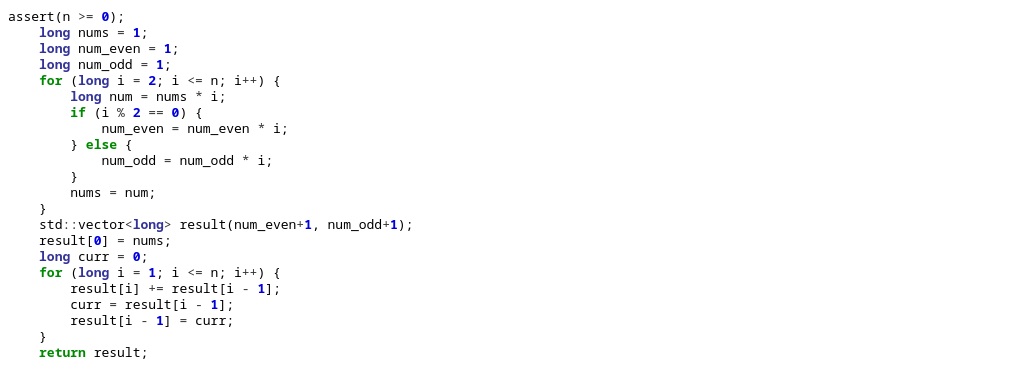 assert(n >= 0);
    long nums = 1;
    long num_even = 1;
    long num_odd = 1;
    for (long i = 2; i <= n; i++) {
        long num = nums * i;
        if (i % 2 == 0) {
            num_even = num_even * i;
        } else {
            num_odd = num_odd * i;
        }
        nums = num;
    }
    std::vector<long> result(num_even+1, num_odd+1);
    result[0] = nums;
    long curr = 0;
    for (long i = 1; i <= n; i++) {
        result[i] += result[i - 1];
        curr = result[i - 1];
        result[i - 1] = curr;
    }
    return result;